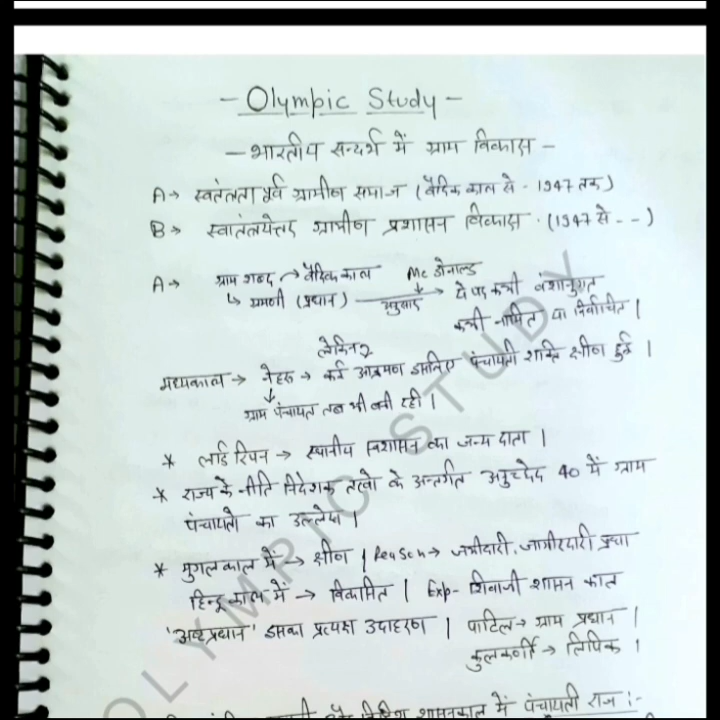 - Olympic Study -
- भारतीय सन्दर्भ में ग्राम विकास -
A → स्वतंत्रता पूर्व ग्रामीण समाज (वैदिक काल से - 1947 तक)
B → स्वातंत्रयोत्तर ग्रामीण प्रशासन विकास . (1947 से - -)
A → ग्राम शब्द → वैदिक काल
Mc डोनाल्ड
↳ ग्रामणी (प्रधान) अनुसार → ये पद कभी वंशानुगत
कभी नामित या निर्वाचित |
लेकिन
मध्यकाल → नेहरू → कई आक्रमण इसलिए पंचायती शक्ति क्षीण हुई |
↓
ग्राम पंचायत तब भी बनी रही |
* लार्ड रिपन → स्थानीय स्वशासन का जन्म दाता |
* राज्य के नीति निदेशक तत्वों के अन्तर्गत अनुच्छेद 40 में ग्राम
पंचायतो का उल्लेख |
* मुगलकाल में → क्षीण | Reason → जमीदारी, जागीरदारी प्रथा
हिन्दू काल में → विकसित | Exp- शिवाजी शासन काल
'अष्टप्रधान' इसका प्रत्यक्ष उदाहरण | पाटिल → ग्राम प्रधान |
कुलकर्णी → लिपिक |
शासनकाल में पंचायती राज :-
OLYMPIC STUDY